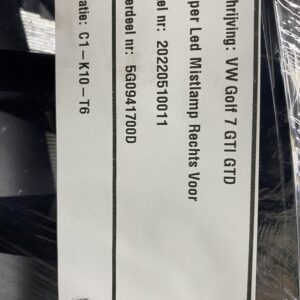 hrijving: VW Golf 7 GTI GTD
per Led Mistlamp Rechts Voor
el nr: 20220510011
erdeel nr: 5G0941700D
atie: C1-K10-T6